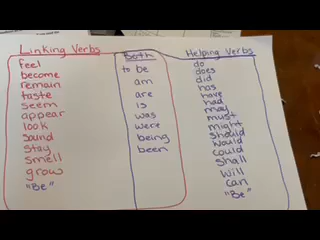 Linking Verbs
feel
become
remain
taste
seem
appear
look
sound
stay
smell
grow
"Be"
Both
to be
am
are
is
was
were
being
been
Helping Verbs
do
does
did
has
have
had
may
must
might
should
would
could
shall
will
can
"Be"